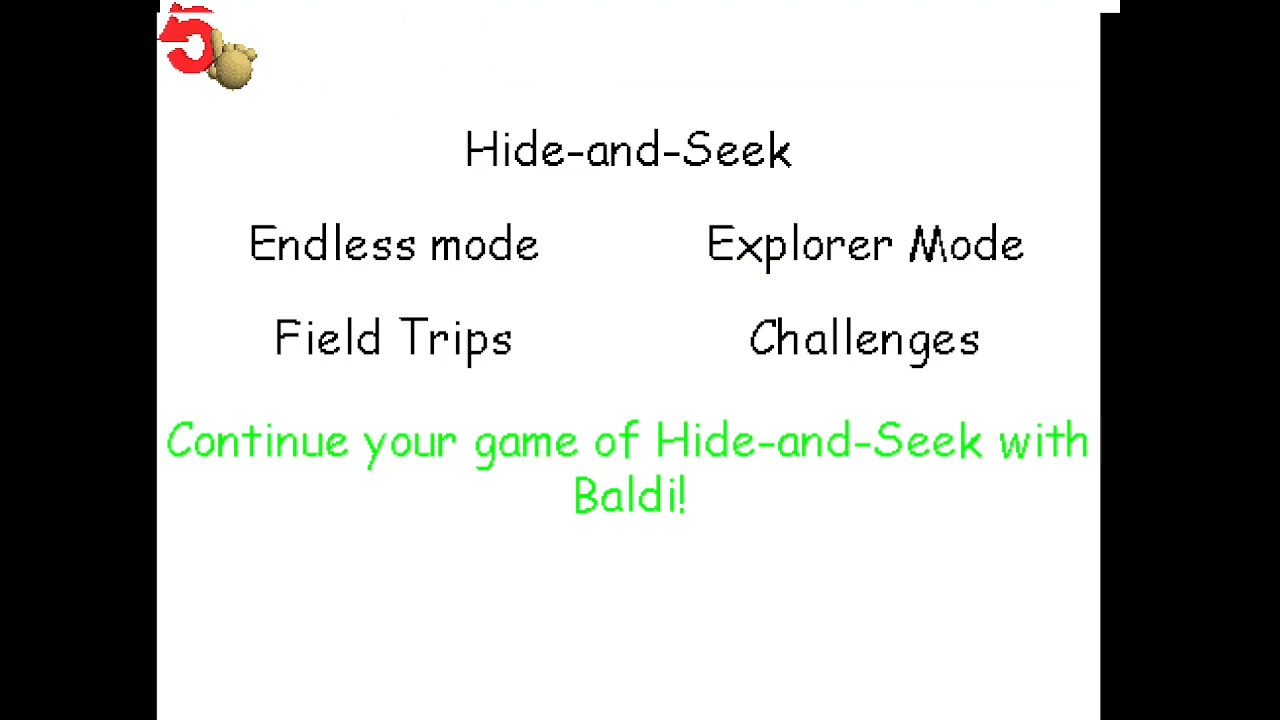 Hide-and-Seek
Endless mode
Explorer Mode
Field Trips
Challenges
Continue your game of Hide-and-Seek with
Baldi!